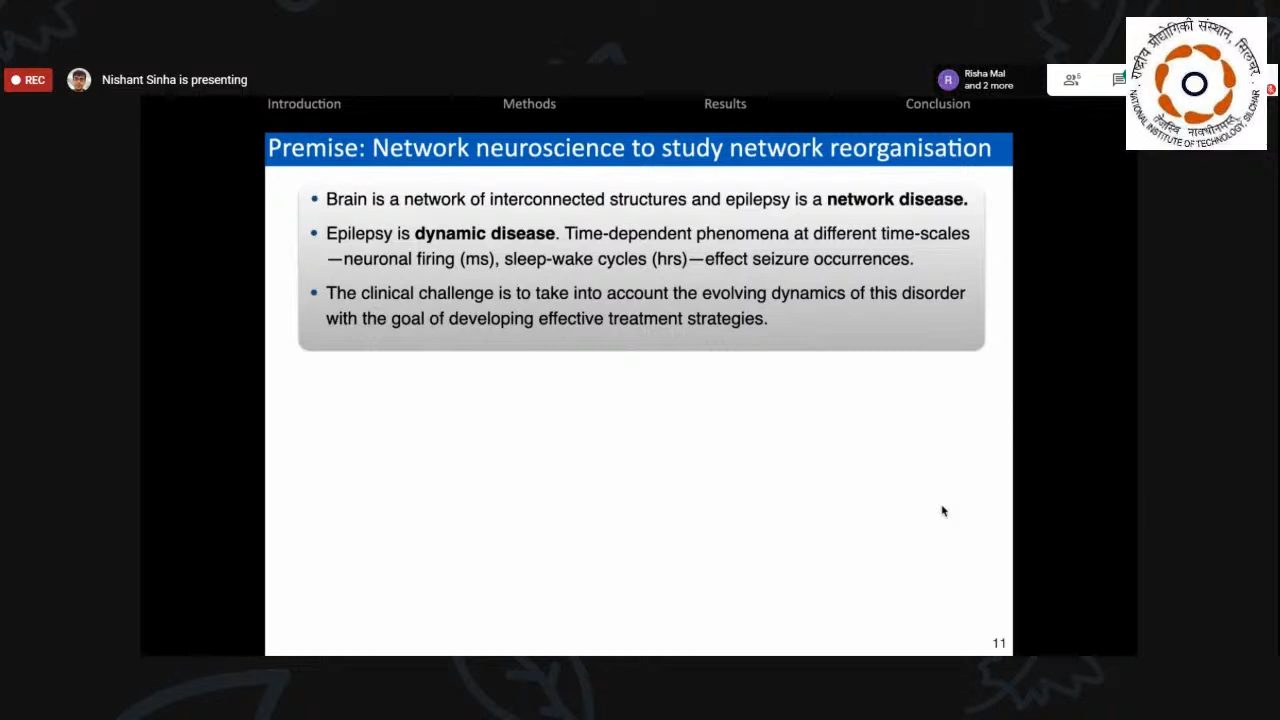 राष्ट्रीय प्रौद्योगिकी संस्थान, सिलचर
NATIONAL INSTITUTE OF TECHNOLOGY, SILCHAR
REC
Nishant Sinha is presenting
R
Risha Mal
and 2 more
6
Introduction
Methods
Results
Conclusion
Premise: Network neuroscience to study network reorganisation
• Brain is a network of interconnected structures and epilepsy is a network disease.
• Epilepsy is dynamic disease. Time-dependent phenomena at different time-scales
—neuronal firing (ms), sleep-wake cycles (hrs)—effect seizure occurrences.
• The clinical challenge is to take into account the evolving dynamics of this disorder
with the goal of developing effective treatment strategies.
11